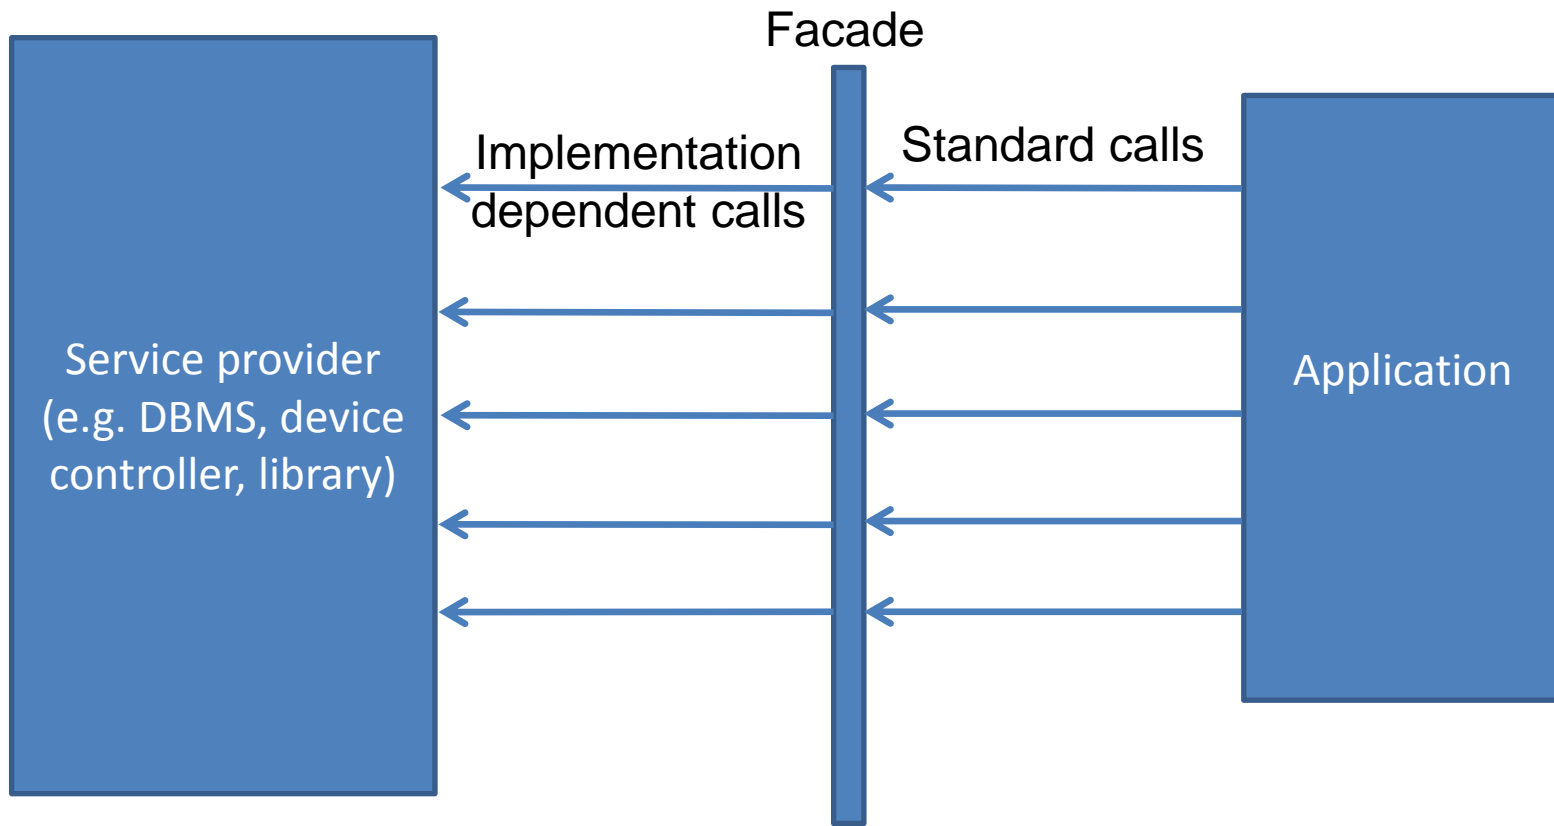 Facade
Implementation
dependent calls
Standard calls
Service provider
(e.g. DBMS, device
controller, library)
Application